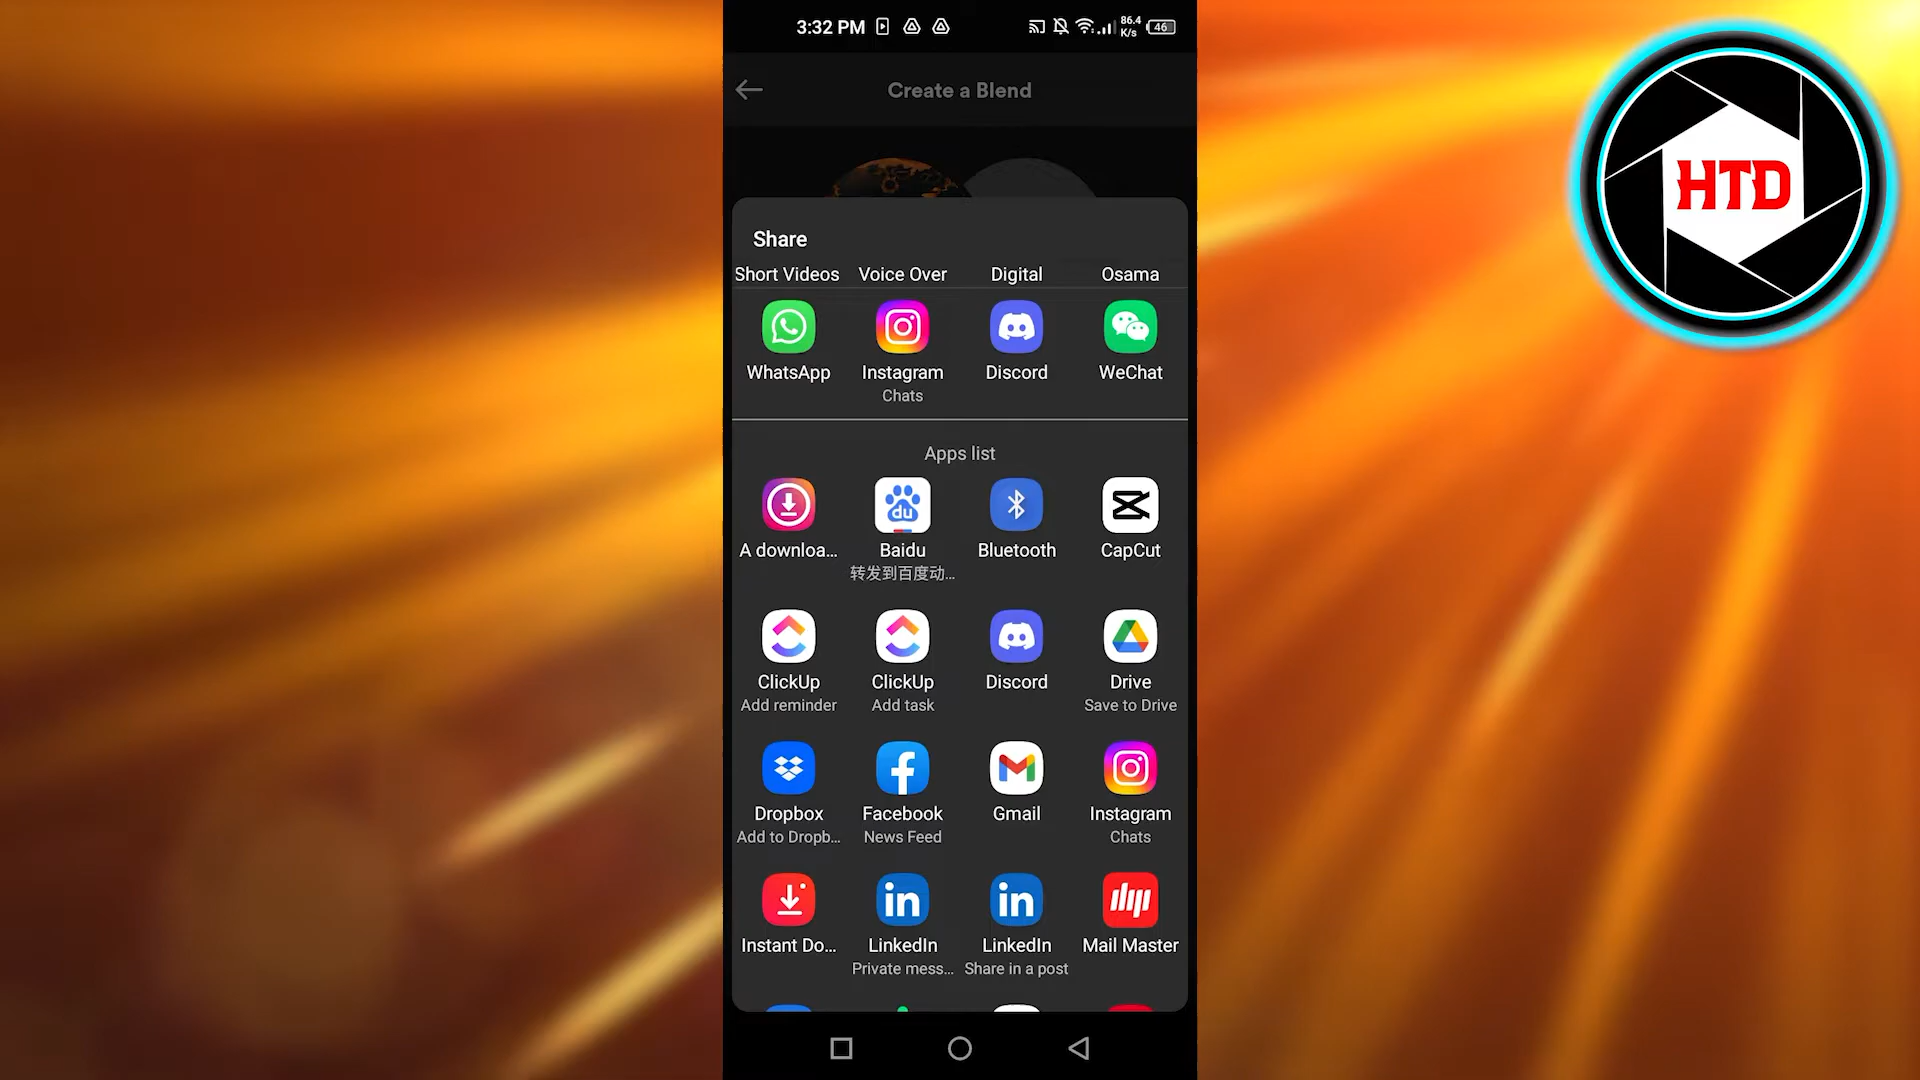 3:32 PM
86.4
K/s
46
Create a Blend
HTD
Share
Short Videos Voice Over Digital Osama
WhatsApp Instagram Discord WeChat
Chats
Apps list
du
A downloa... Baidu Bluetooth CapCut
转发到百度动...
ClickUp ClickUp Discord Drive
Add reminder Add task Save to Drive
Dropbox Facebook Gmail Instagram
Add to Dropb... News Feed Chats
in in
Instant Do... LinkedIn LinkedIn Mail Master
Private mess... Share in a post